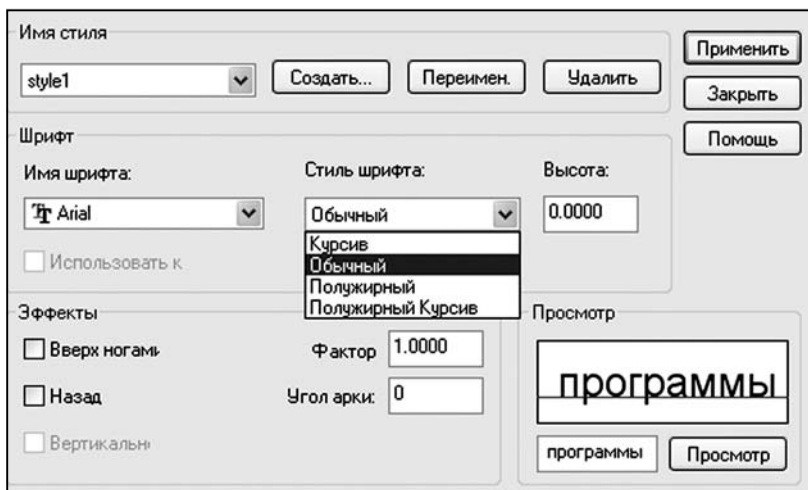 Имя стиля
style1
Создать...
Переимен.
Удалить
Применить
Закрыть
Помощь
Шрифт
Имя шрифта:
Стиль шрифта:
Высота:
Arial
Обычный
0.0000
Использовать к
Курсив
Обычный
Полужирный
Полужирный Курсив
Эффекты
Вверх ногам
Фактор
1.0000
Назад
Угол арки:
0
Вертикальн
Просмотр
программы
программы
Просмотр